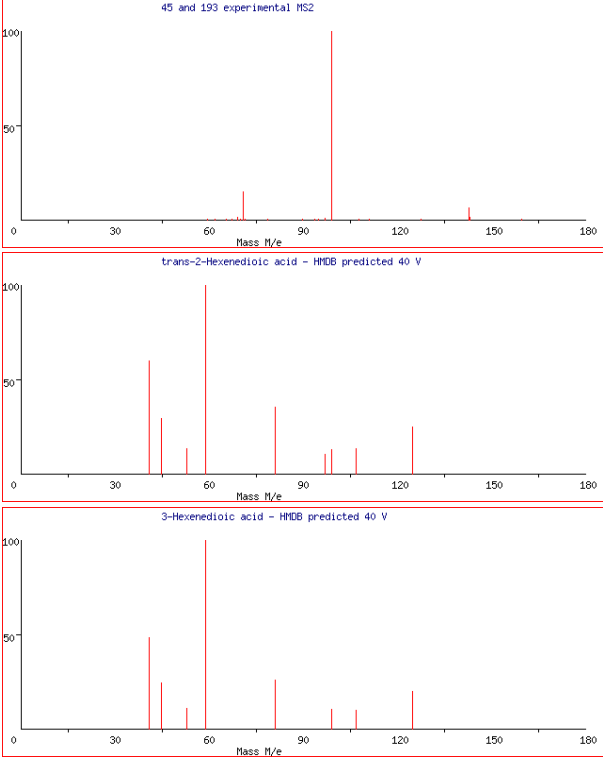 45 and 193 experimental MS2
100
50
0 30 60 90 120 150 180
Mass M/e
trans-2-Hexenedioic acid - HMDB predicted 40 V
100
50
0 30 60 90 120 150 180
Mass M/e
3-Hexenedioic acid - HMDB predicted 40 V
100
50
0 30 60 90 120 150 180
Mass M/e